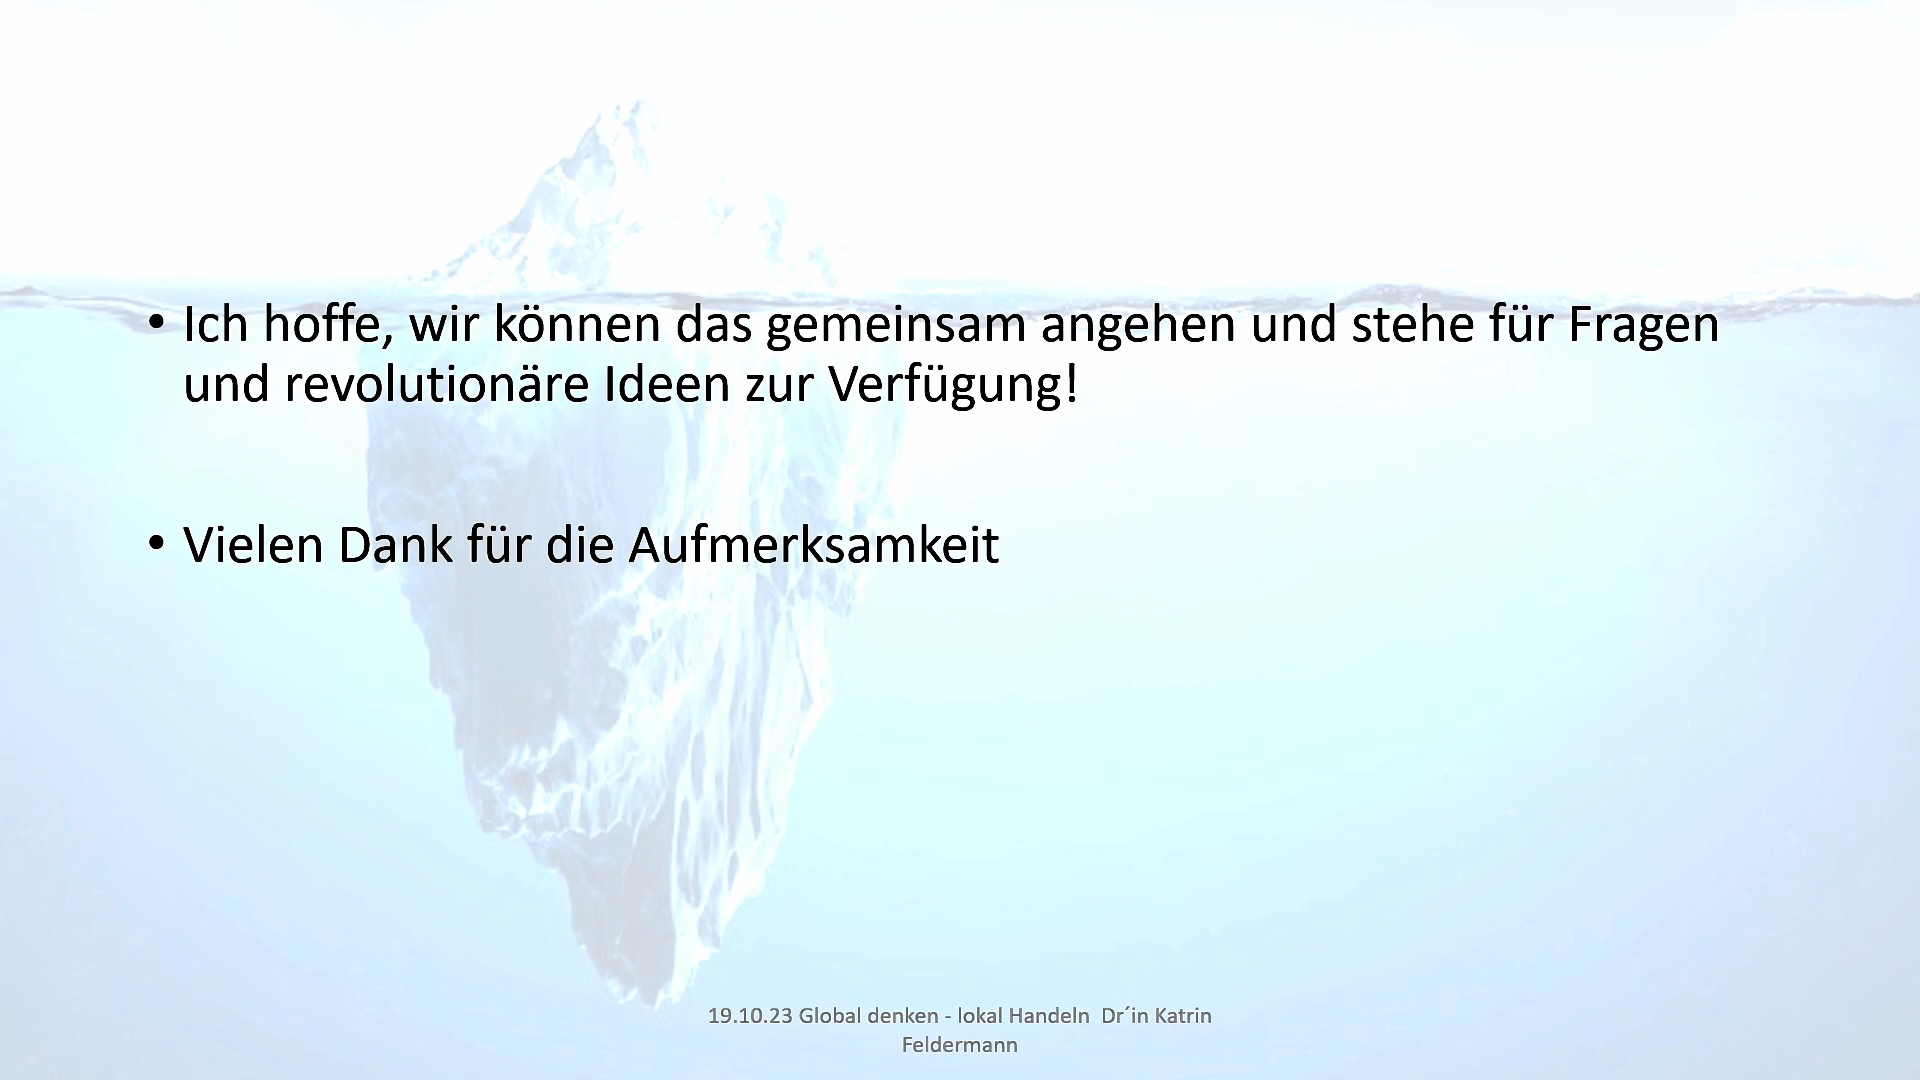 • Ich hoffe, wir können das gemeinsam angehen und stehe für Fragen
und revolutionäre Ideen zur Verfügung!
• Vielen Dank für die Aufmerksamkeit
19.10.23 Global denken - lokal Handeln  Dr´in Katrin
Feldermann